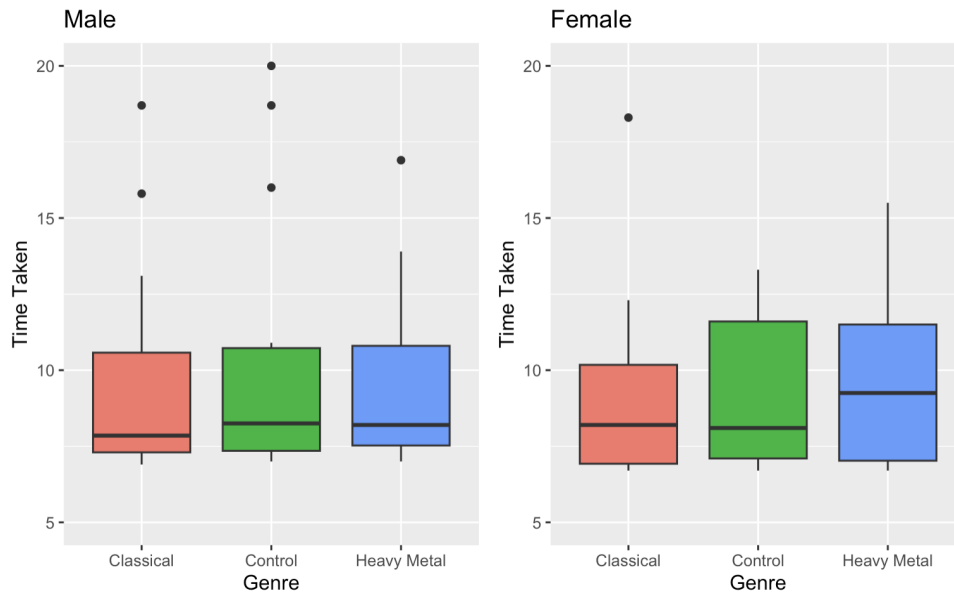 Male
20
15
10
5
Time Taken
Classical
Control
Heavy Metal
Genre
Female
20
15
10
5
Time Taken
Classical
Control
Heavy Metal
Genre